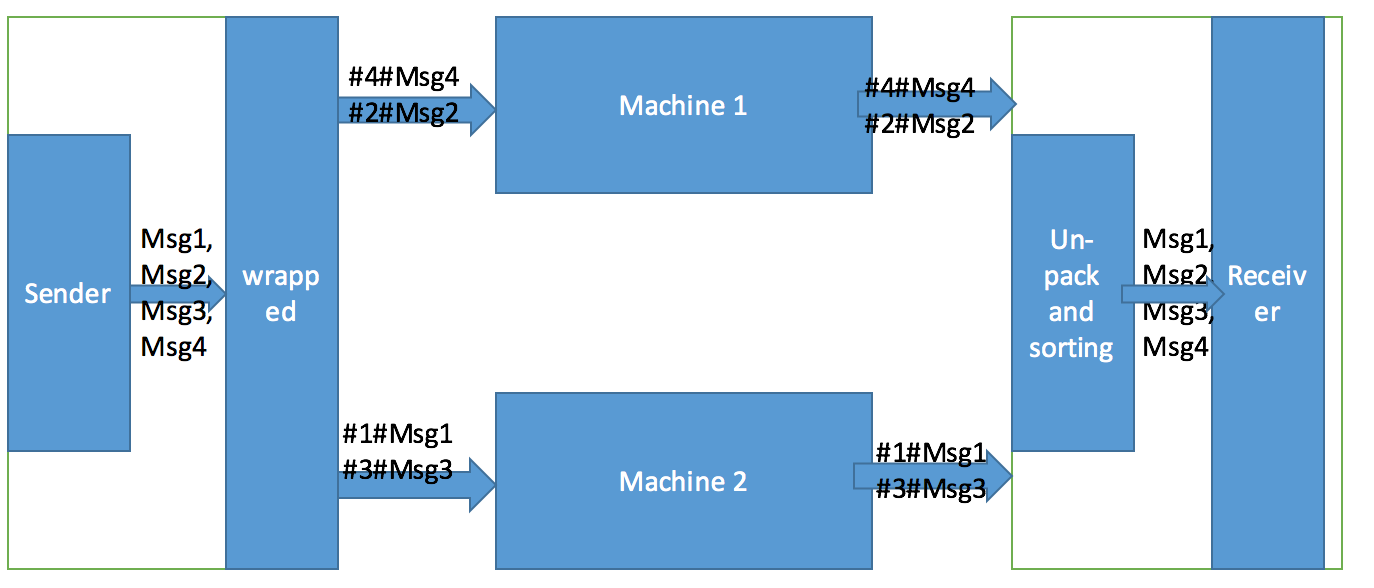 Sender
Msg1,
Msg2,
Msg3,
Msg4
wrapp
ed
#4#Msg4
#2#Msg2
Machine 1
#4#Msg4
#2#Msg2
#1#Msg1
#3#Msg3
Machine 2
#1#Msg1
#3#Msg3
Un-
pack
and
sorting
Msg1,
Msg2,
Msg3,
Msg4
Receiv
er